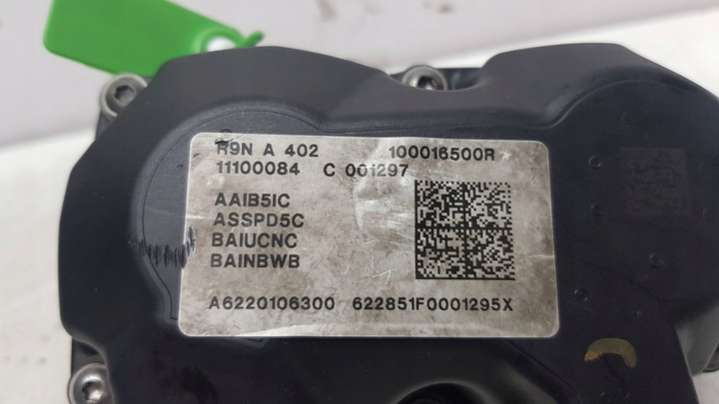 R9N A 402 100016500R
11100084 C 001297
AAIB5IC
ASSPD5C
BAIUCNC
BAINBWB
A6220106300 622851F0001295X